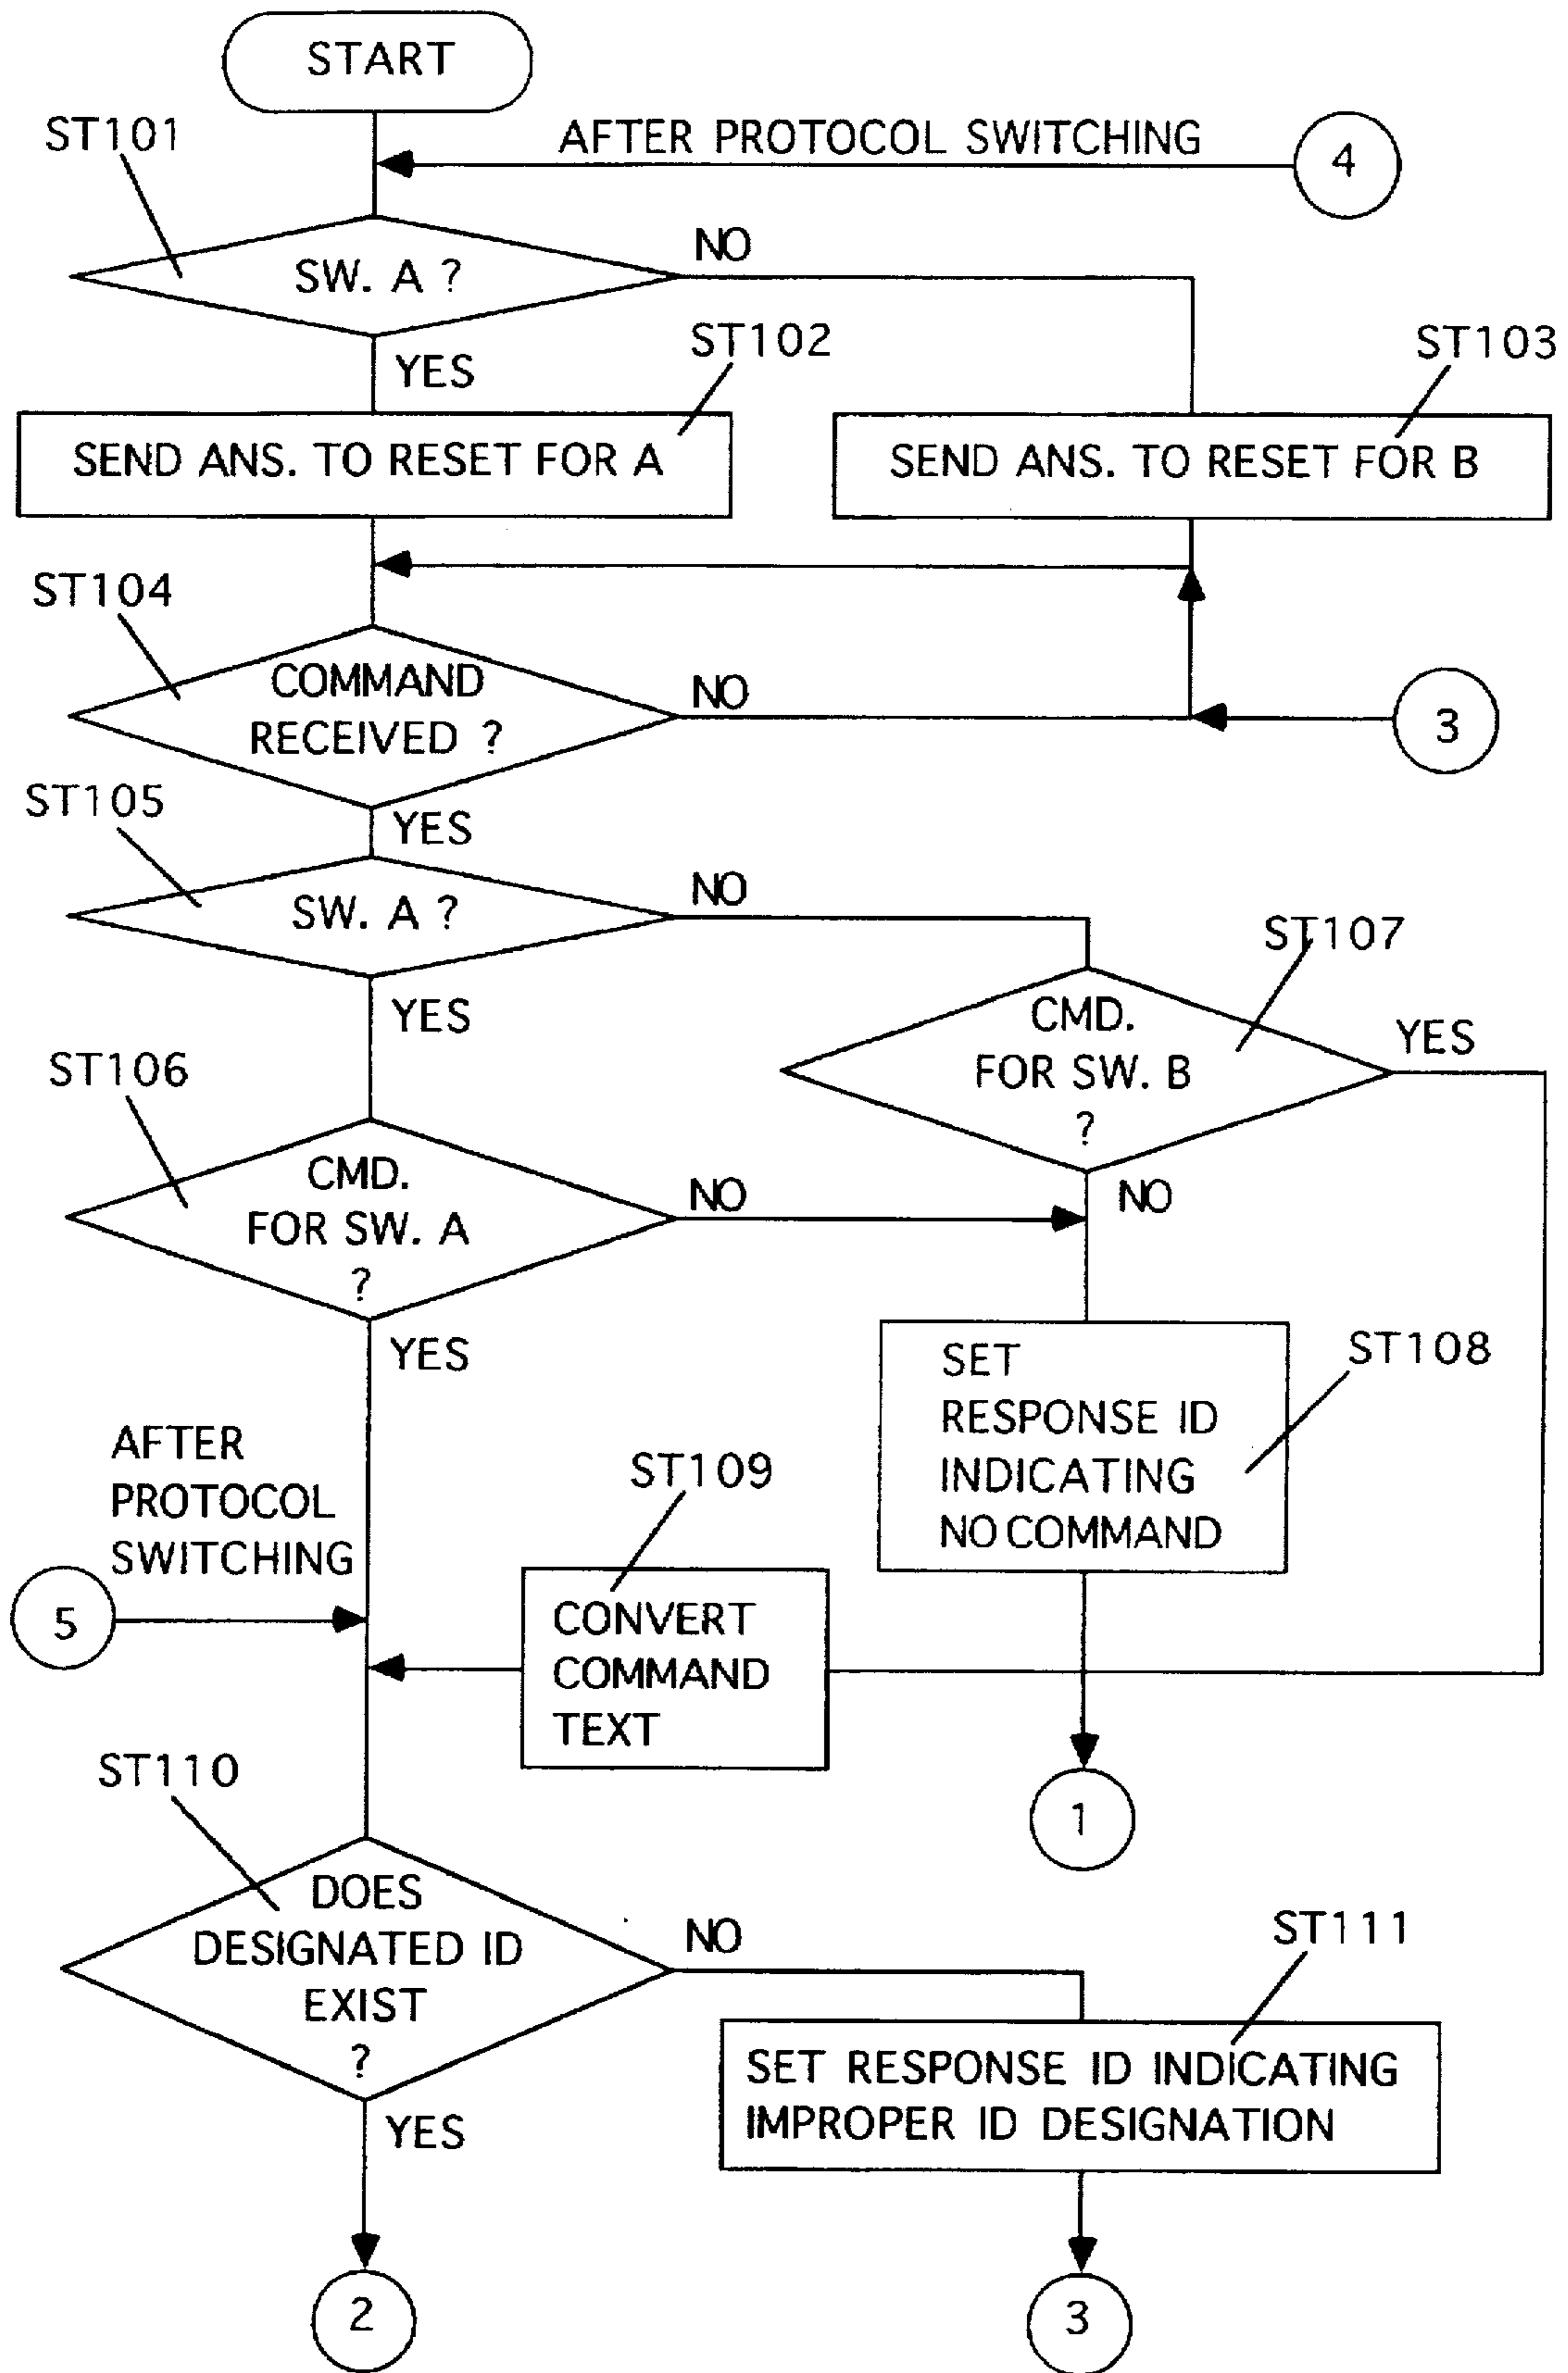 START
ST101
AFTER PROTOCOL SWITCHING
4
SW. A ?
NO
YES
ST102
ST103
SEND ANS. TO RESET FOR A
SEND ANS. TO RESET FOR B
ST104
COMMAND
RECEIVED ?
NO
3
YES
ST105
SW. A ?
NO
YES
ST107
CMD.
FOR SW. B
?
YES
NO
ST106
CMD.
FOR SW. A
?
NO
YES
SET
RESPONSE ID
INDICATING
NO COMMAND
ST108
AFTER
PROTOCOL
SWITCHING
5
ST109
CONVERT
COMMAND
TEXT
1
ST110
DOES
DESIGNATED ID
EXIST
?
NO
YES
ST111
SET RESPONSE ID INDICATING
IMPROPER ID DESIGNATION
2
3